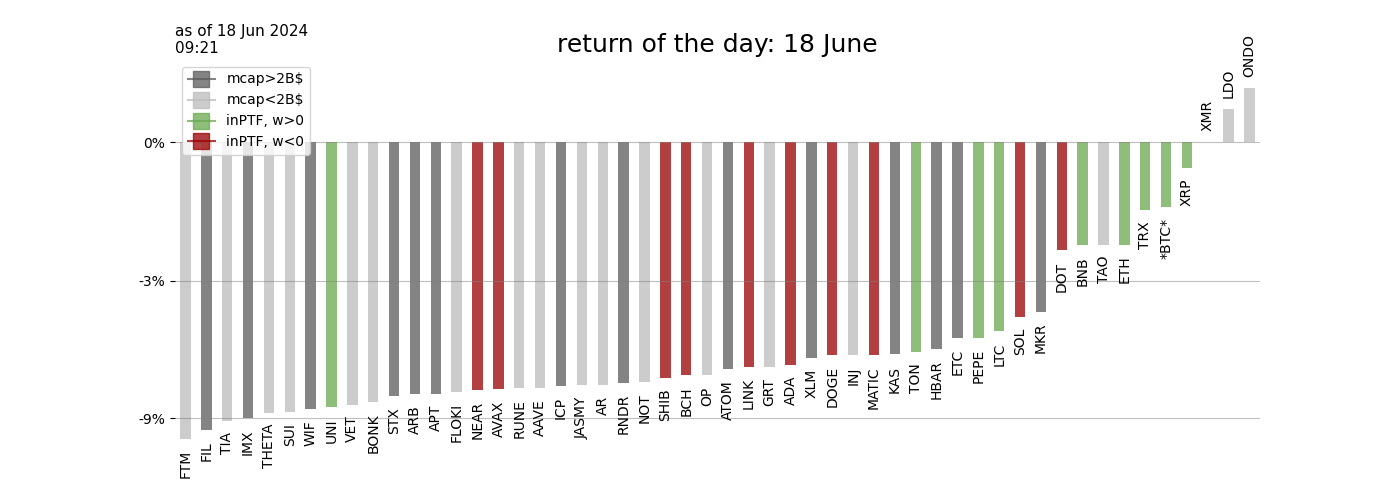 as of 18 Jun 2024
09:21
return of the day: 18 June
mcap>2B$
mcap<2B$
inPTF, w>0
inPTF, w<0
0%
-3%
-9%
FTM
FIL
TIA
IMX
THETA
SUI
WIF
UNI
VET
BONK
STX
ARB
APT
FLOKI
NEAR
AVAX
RUNE
AAVE
ICP
JASMY
AR
RNDR
NOT
SHIB
BCH
OP
ATOM
LINK
GRT
ADA
XLM
DOGE
INJ
MATIC
KAS
TON
HBAR
ETC
PEPE
LTC
SOL
MKR
DOT
BNB
TAO
ETH
TRX
*BTC*
XRP
XMR
LDO
ONDO